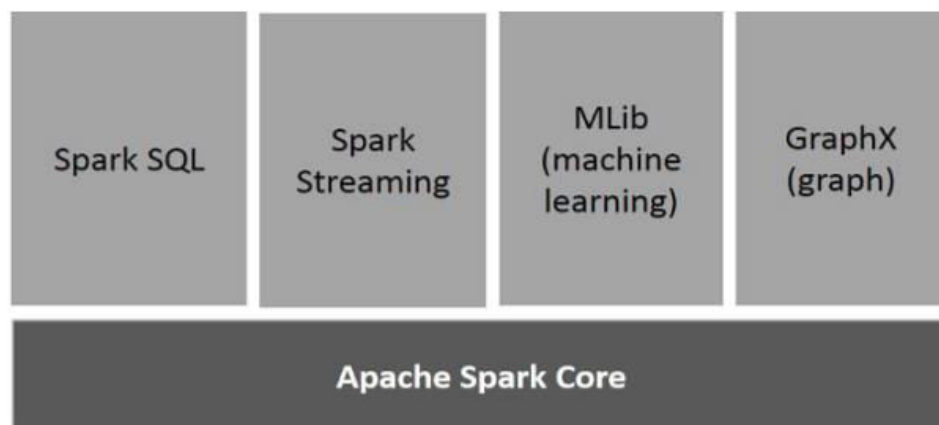 Spark SQL
Spark
Streaming
MLib
(machine
learning)
GraphX
(graph)
Apache Spark Core